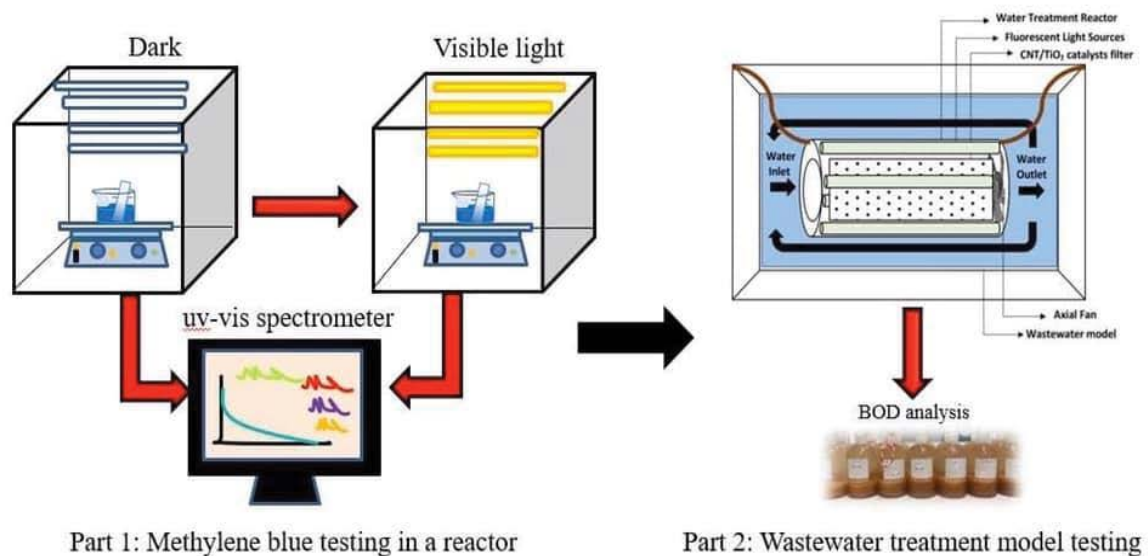 Dark
Visible light
uv-vis spectrometer
Part 1: Methylene blue testing in a reactor
Water Treatment Reactor
Fluorescent Light Sources
CNT/TiO₂ catalysts filter
Water
Inlet
Water
Outlet
Axial Fan
Wastewater model
BOD analysis
Part 2: Wastewater treatment model testing